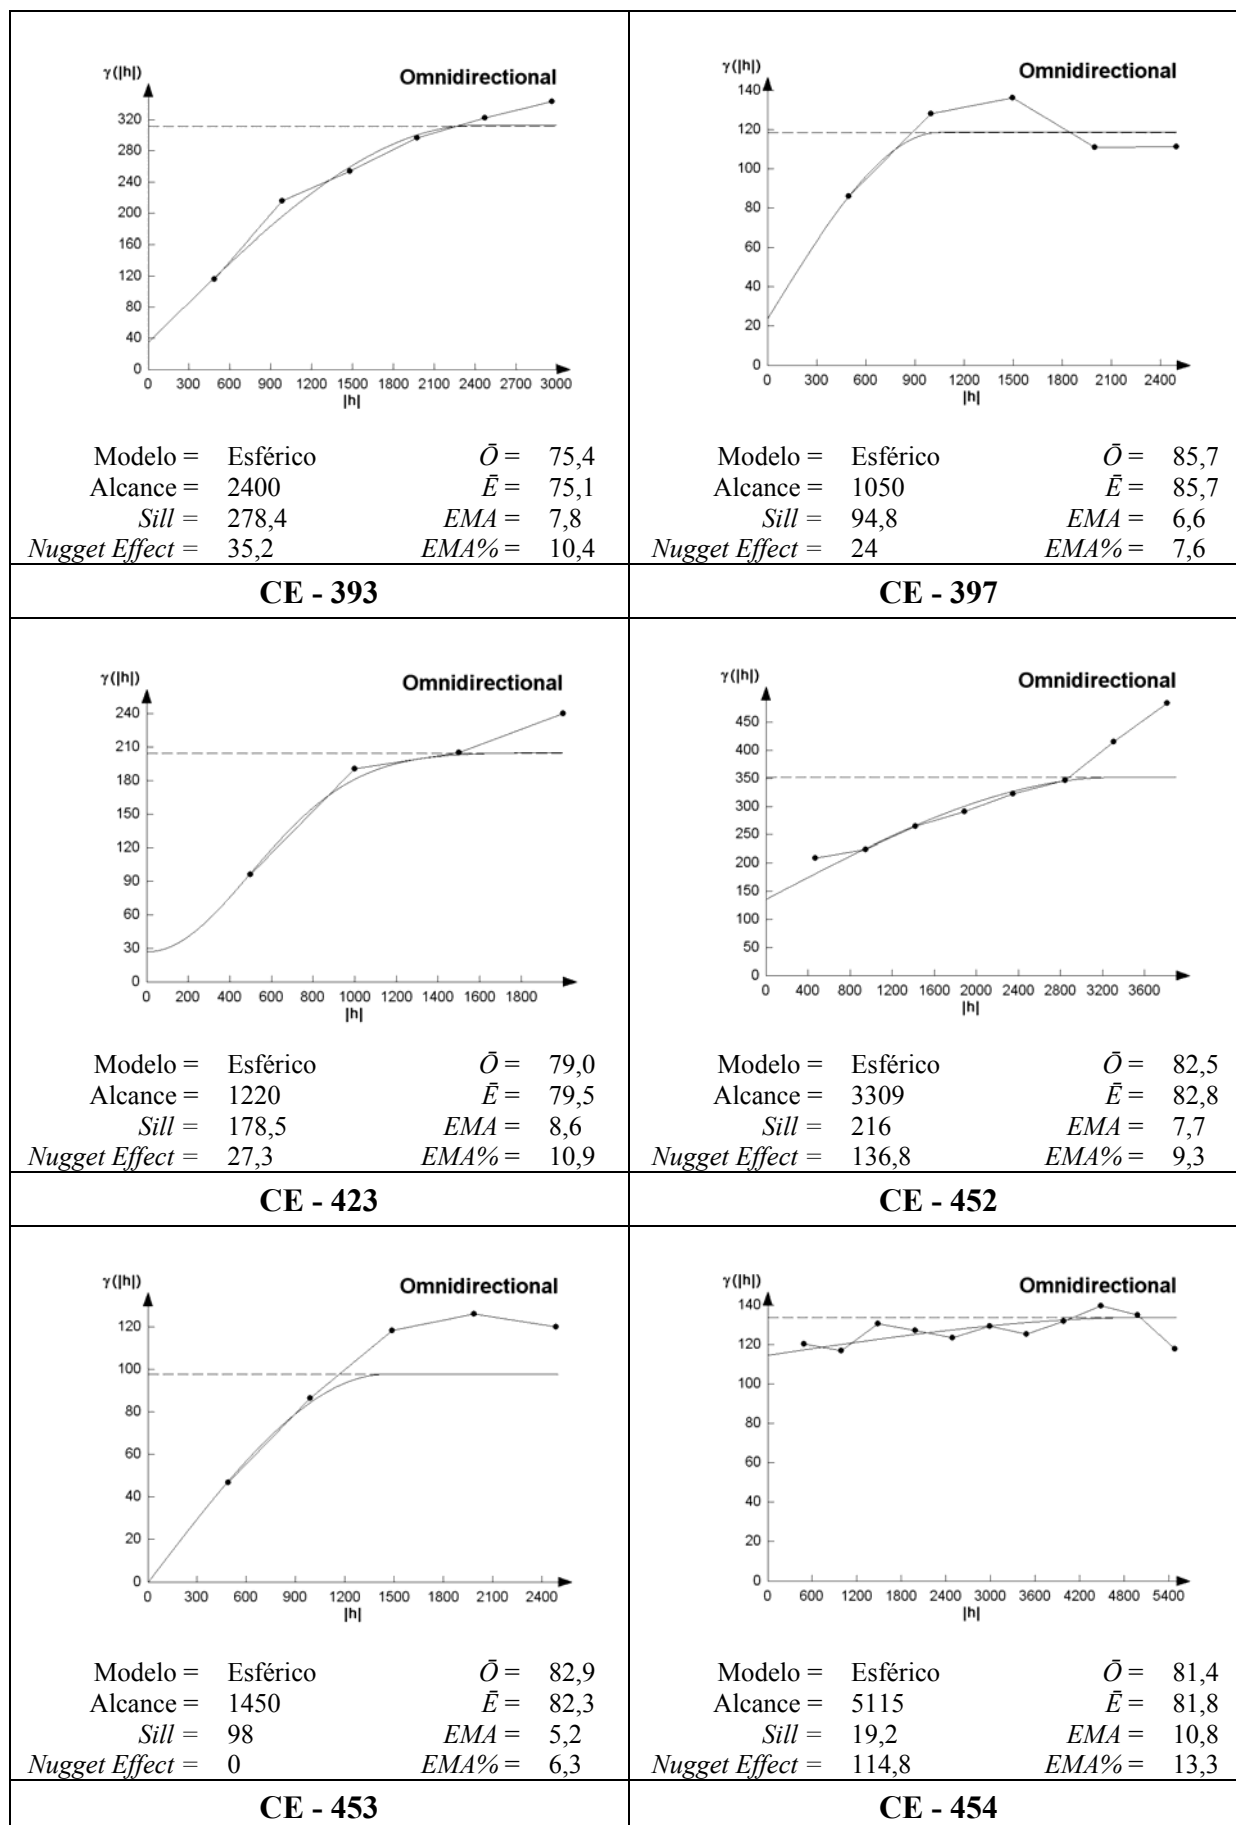 γ(|h|)
Omnidirectional
320
280
240
200
160
120
80
40
0
0 300 600 900 1200 1500 1800 2100 2400 2700 3000
|h|
Modelo = Esférico Ō = 75,4
Alcance = 2400 Ē = 75,1
Sill = 278,4 EMA = 7,8
Nugget Effect = 35,2 EMA% = 10,4
CE - 393
γ(|h|)
Omnidirectional
140
120
100
80
60
40
20
0
0 300 600 900 1200 1500 1800 2100 2400
|h|
Modelo = Esférico Ō = 85,7
Alcance = 1050 Ē = 85,7
Sill = 94,8 EMA = 6,6
Nugget Effect = 24 EMA% = 7,6
CE - 397
γ(|h|)
Omnidirectional
240
210
180
150
120
90
60
30
0
0 200 400 600 800 1000 1200 1400 1600 1800
|h|
Modelo = Esférico Ō = 79,0
Alcance = 1220 Ē = 79,5
Sill = 178,5 EMA = 8,6
Nugget Effect = 27,3 EMA% = 10,9
CE - 423
γ(|h|)
Omnidirectional
450
400
350
300
250
200
150
100
50
0
0 400 800 1200 1600 2000 2400 2800 3200 3600
|h|
Modelo = Esférico Ō = 82,5
Alcance = 3309 Ē = 82,8
Sill = 216 EMA = 7,7
Nugget Effect = 136,8 EMA% = 9,3
CE - 452
γ(|h|)
Omnidirectional
120
100
80
60
40
20
0
0 300 600 900 1200 1500 1800 2100 2400
|h|
Modelo = Esférico Ō = 82,9
Alcance = 1450 Ē = 82,3
Sill = 98 EMA = 5,2
Nugget Effect = 0 EMA% = 6,3
CE - 453
γ(|h|)
Omnidirectional
140
120
100
80
60
40
20
0
0 600 1200 1800 2400 3000 3600 4200 4800 5400
|h|
Modelo = Esférico Ō = 81,4
Alcance = 5115 Ē = 81,8
Sill = 19,2 EMA = 10,8
Nugget Effect = 114,8 EMA% = 13,3
CE - 454